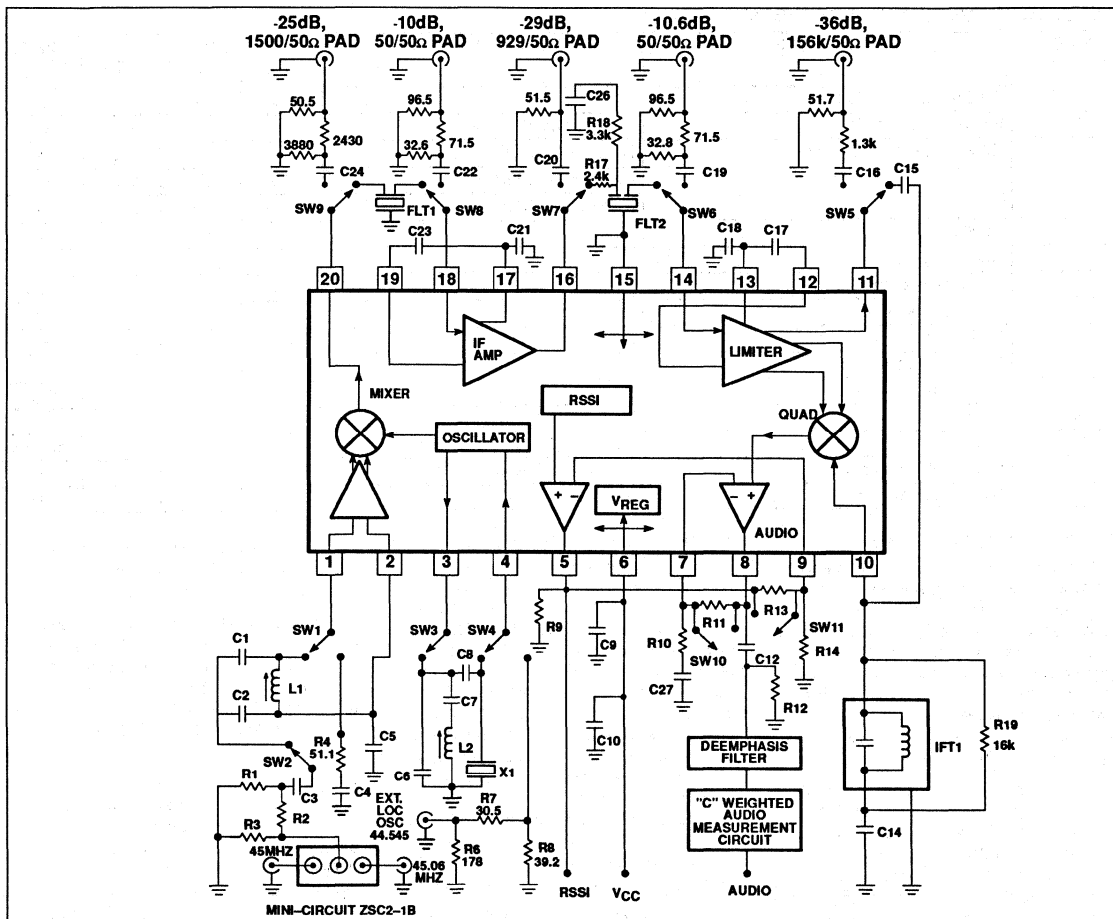 -25dB, -10dB, -29dB, -10.6dB, -36dB,
1500/50Ω PAD 50/50Ω PAD 929/50Ω PAD 50/50Ω PAD 156k/50Ω PAD
50.5 96.5 51.5 C26 96.5 51.7
R18
3.3k
2430 71.5 71.5 1.3k
3880 32.6 32.8
C24 C22 C20 R17 C19 C16 C15
2.4k
SW9 FLT1 SW8 SW7 FLT2 SW6 SW5
C23 C21 C18 C17
20 19 18 17 16 15 14 13 12 11
IF
AMP
LIMITER
MIXER
RSSI
QUAD
OSCILLATOR
+ − VREG − +
AUDIO
1 2 3 4 5 6 7 8 9 10
C1 SW1 SW3 SW4 R9 C9 R10 R11 R13 SW11
C8 SW10 C12 R14
L1 C7 C27 R12
C2 C5 C10 R19
16k
R4
51.1
L2 IFT1
SW2 DEEMPHASIS
FILTER
R1 C3 C4 C6 X1
R2 EXT.
LOC
OSC
44.545
R7
30.5
"C" WEIGHTED
AUDIO
MEASUREMENT
CIRCUIT
C14
R3 R6
178
R8
39.2
45MHZ 45.06
MHZ
RSSI VCC AUDIO
MINI–CIRCUIT ZSC2–1B